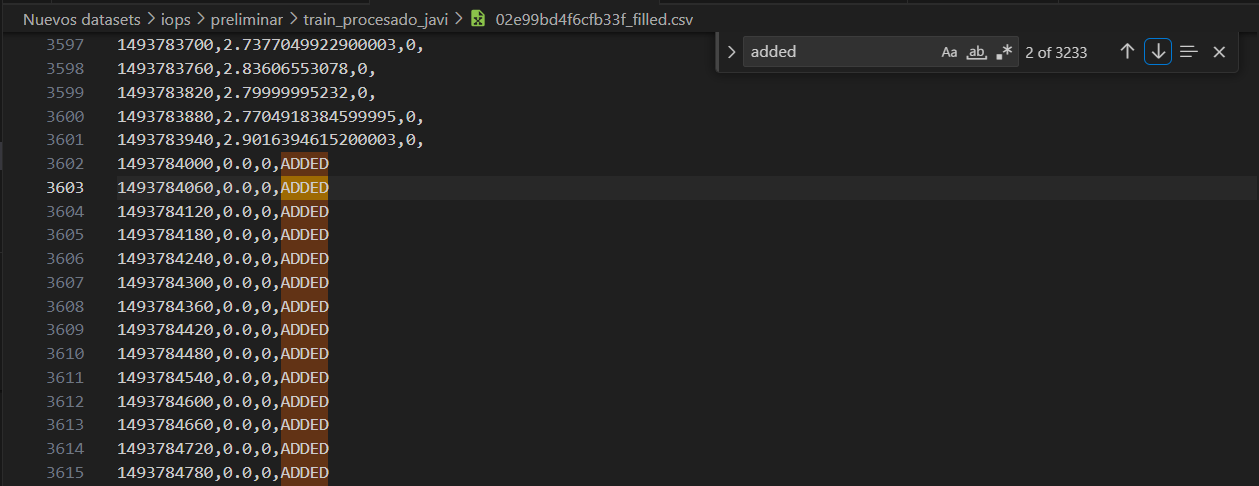 Nuevos datasets > iops > preliminar > train_procesado_javi > 02e99bd4f6cfb33f_filled.csv
added Aa ab .* 2 of 3233
3597 1493783700,2.7377049922900003,0,
3598 1493783760,2.83606553078,0,
3599 1493783820,2.79999995232,0,
3600 1493783880,2.7704918384599995,0,
3601 1493783940,2.9016394615200003,0,
3602 1493784000,0.0,0,ADDED
3603 1493784060,0.0,0,ADDED
3604 1493784120,0.0,0,ADDED
3605 1493784180,0.0,0,ADDED
3606 1493784240,0.0,0,ADDED
3607 1493784300,0.0,0,ADDED
3608 1493784360,0.0,0,ADDED
3609 1493784420,0.0,0,ADDED
3610 1493784480,0.0,0,ADDED
3611 1493784540,0.0,0,ADDED
3612 1493784600,0.0,0,ADDED
3613 1493784660,0.0,0,ADDED
3614 1493784720,0.0,0,ADDED
3615 1493784780,0.0,0,ADDED